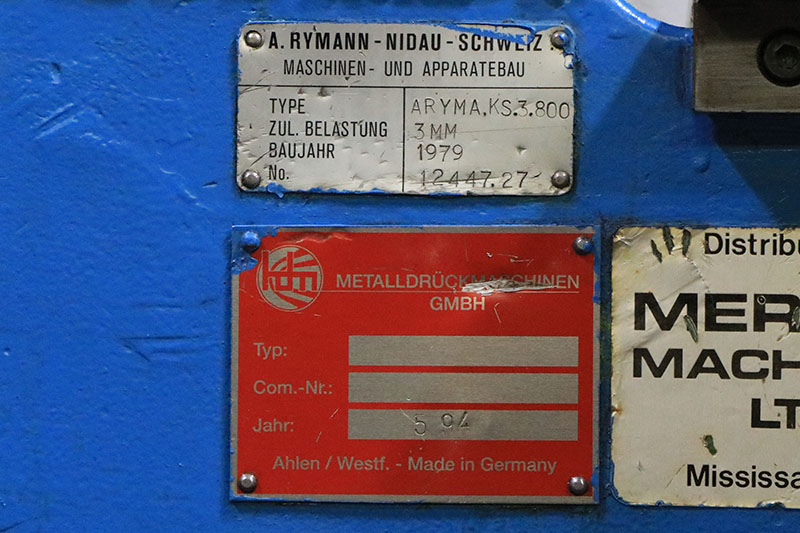 A. RYMANN - NIDAU - SCHWEIZ
MASCHINEN - UND APPARATEBAU
TYPE ARYMA.KS.3.800
ZUL. BELASTUNG 3MM
BAUJAHR 1979
No. 12447.27
hdm
METALLDRÜCKMASCHINEN
GMBH
Typ:
Com.-Nr.:
Jahr: 5 94
Ahlen / Westf. - Made in Germany
Distribu
MER
MACH
LT
Mississa